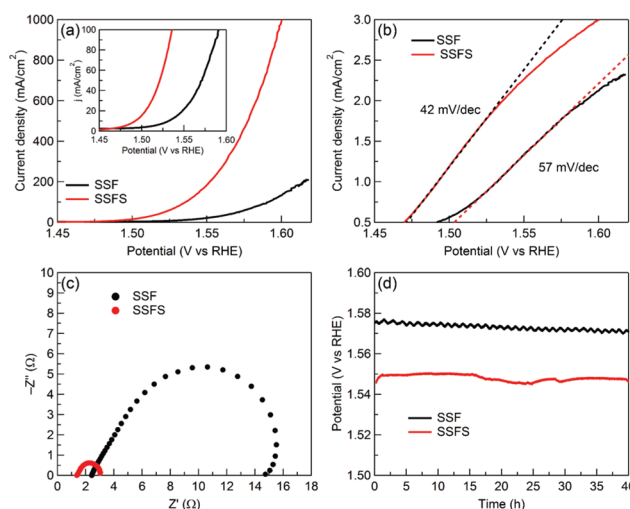 (a)
Current density (mA/cm²)
1000
800
600
400
200
0
j (mA/cm²)
100
80
60
40
20
0
1.45
1.50
1.55
1.60
Potential (V vs RHE)
SSF
SSFS
1.45
1.50
1.55
1.60
Potential (V vs RHE)
(b)
Current density (mA/cm²)
3.0
2.5
2.0
1.5
1.0
0.5
SSF
SSFS
42 mV/dec
57 mV/dec
1.45
1.50
1.55
1.60
Potential (V vs RHE)
(c)
–Z" (Ω)
10
9
8
7
6
5
4
3
2
1
0
SSF
SSFS
0 2 4 6 8 10 12 14 16 18
Z' (Ω)
(d)
Potential (V vs RHE)
1.60
1.58
1.56
1.54
1.52
1.50
SSF
SSFS
0 5 10 15 20 25 30 35 40
Time (h)